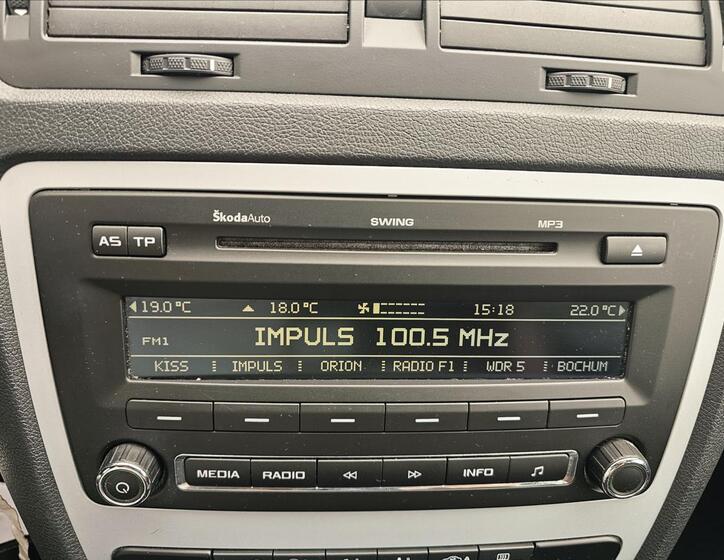 ŠkodaAuto SWING MP3
AS TP
19.0°C 18.0°C 15:18 22.0°C
FM1 IMPULS 100.5 MHz
KISS IMPULS ORION RADIO F1 WDR 5 BOCHUM
MEDIA RADIO INFO